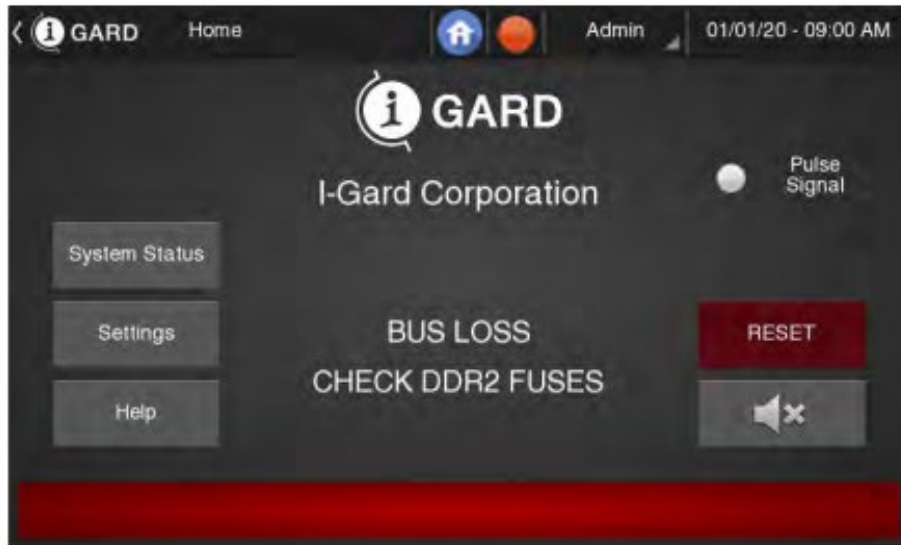 i GARD Home Admin 01/01/20 - 09:00 AM
i GARD
I-Gard Corporation
Pulse
Signal
System Status
Settings
BUS LOSS
RESET
CHECK DDR2 FUSES
Help